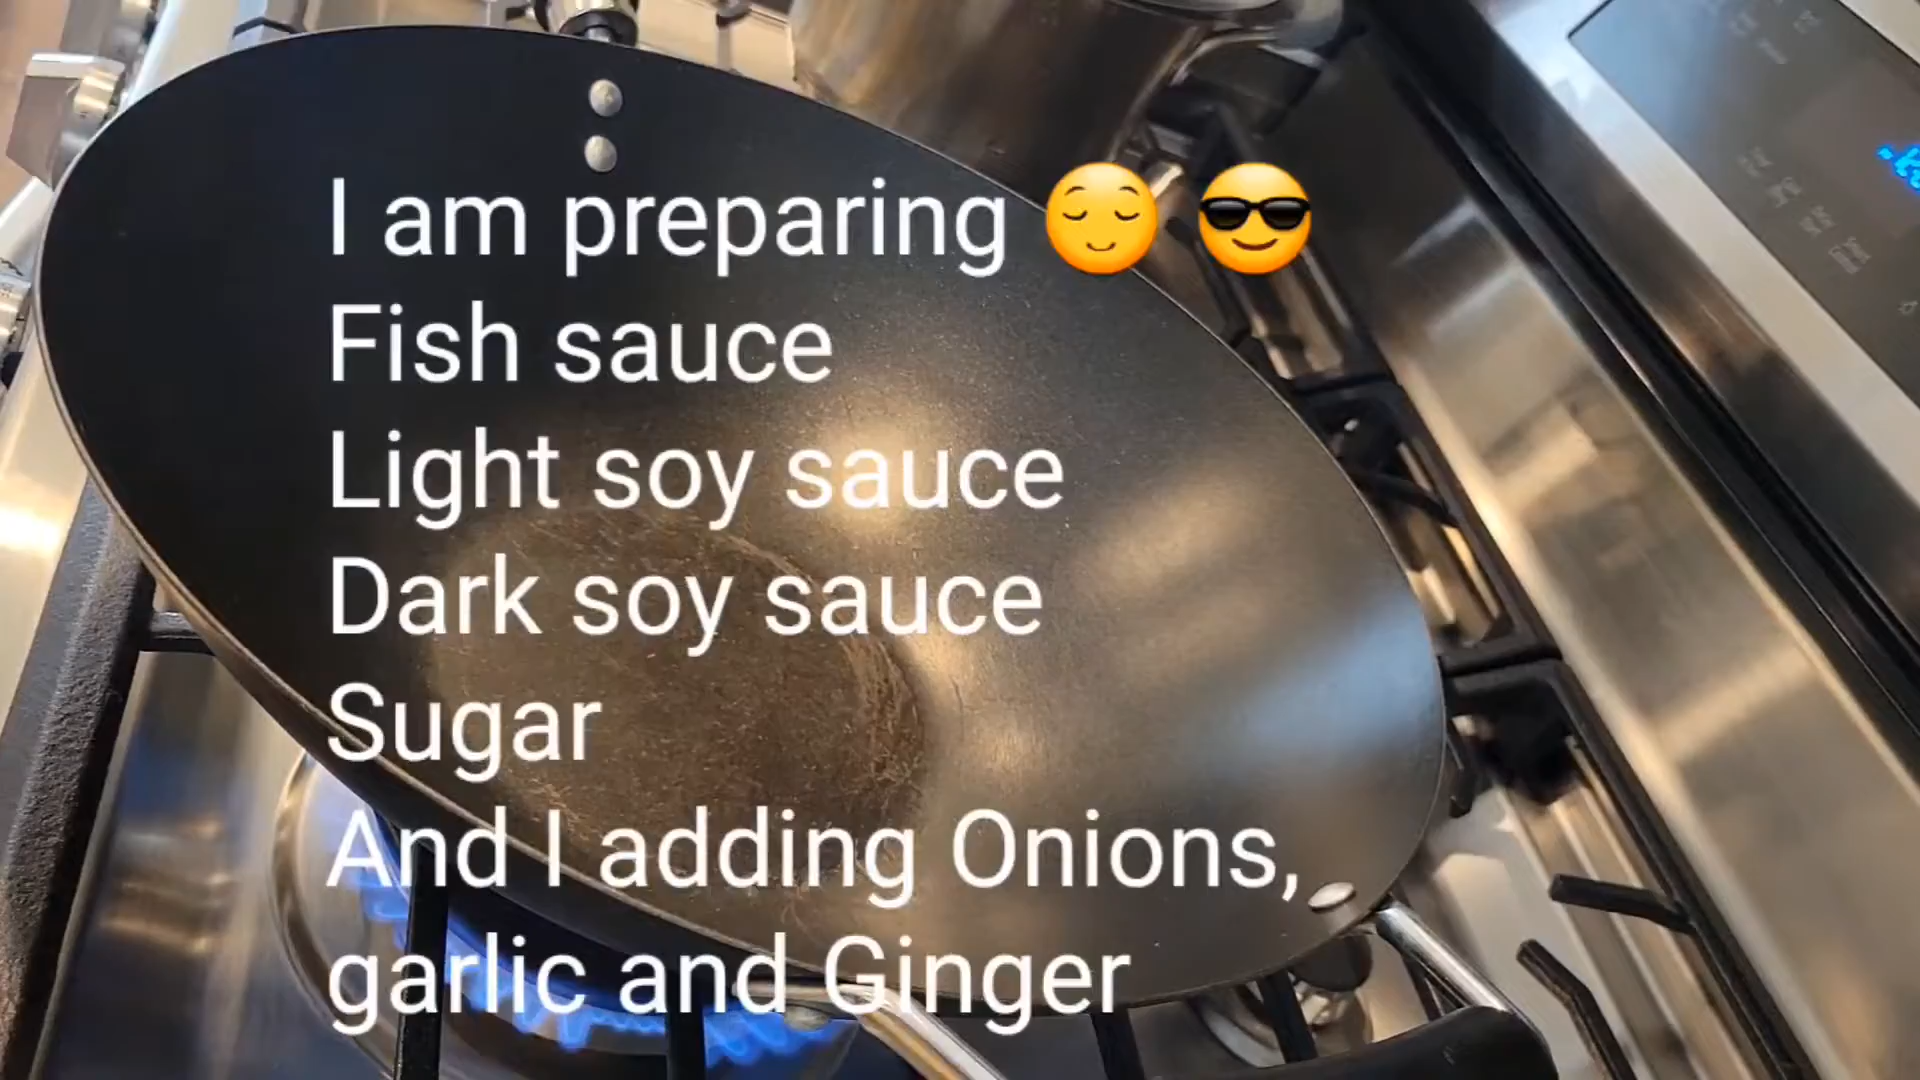 I am preparing 😌 😎
Fish sauce
Light soy sauce
Dark soy sauce
Sugar
And I adding Onions,
garlic and Ginger